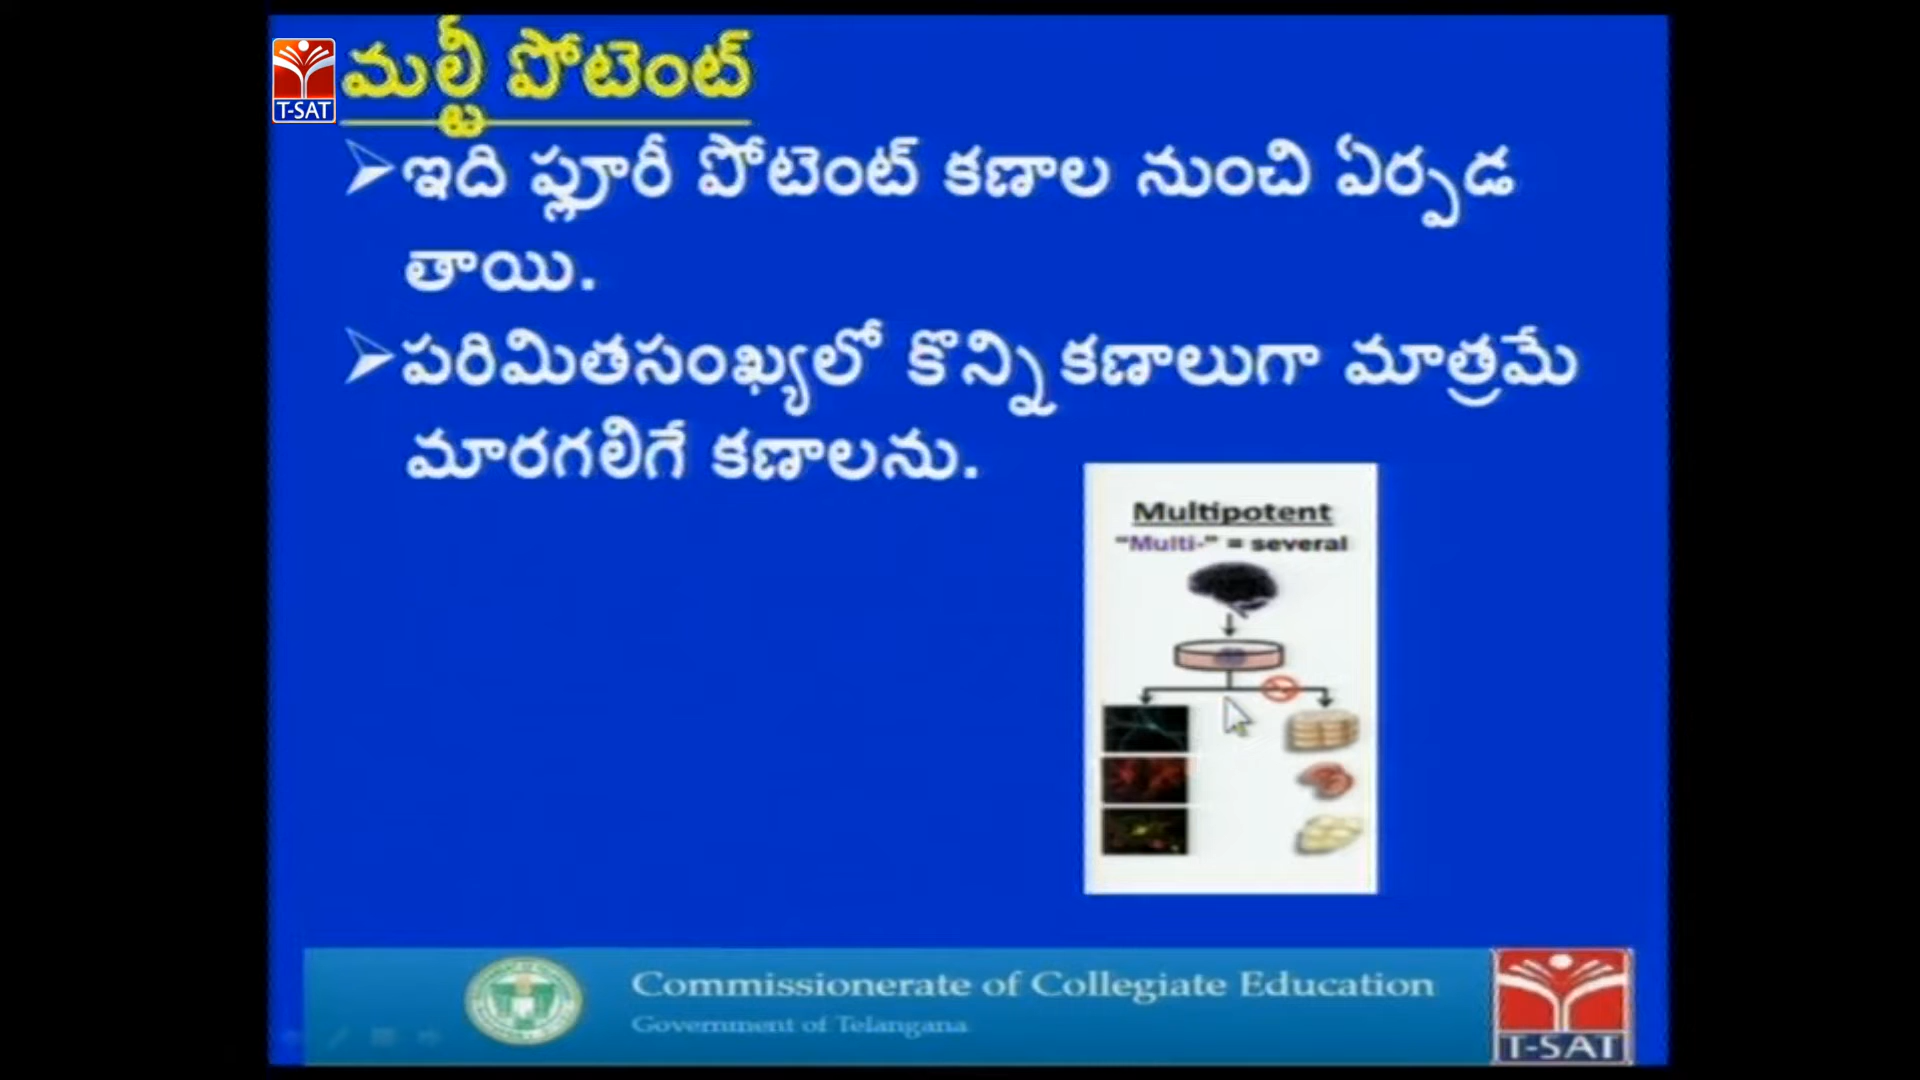 మల్టీ పోటెంట్
T-SAT
ఇది ప్లూరీ పోటెంట్ కణాల నుంచి ఏర్పడ
తాయి.
పరిమితసంఖ్యలో కొన్ని కణాలుగా మాత్రమే
మారగలిగే కణాలను.
Multipotent
"Multi-" = several
Commissionerate of Collegiate Education
Government of Telangana
T-SAT